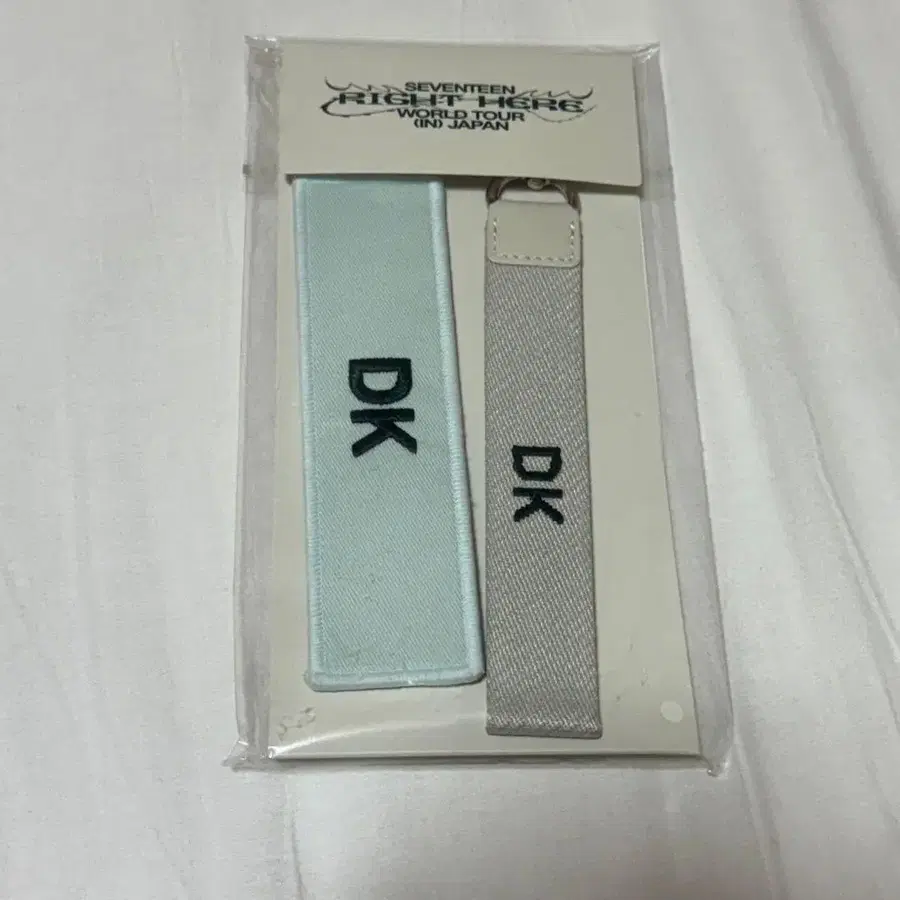 SEVENTEEN
RIGHT HERE
WORLD TOUR
(IN) JAPAN
DK
DK